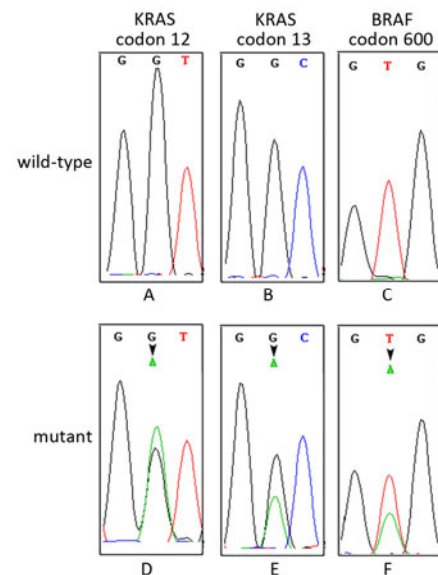 KRAS codon 12
KRAS codon 13
BRAF codon 600
wild-type
G G T
G G C
G T G
A
B
C
mutant
G G T
A
G G C
A
G T G
A
D
E
F